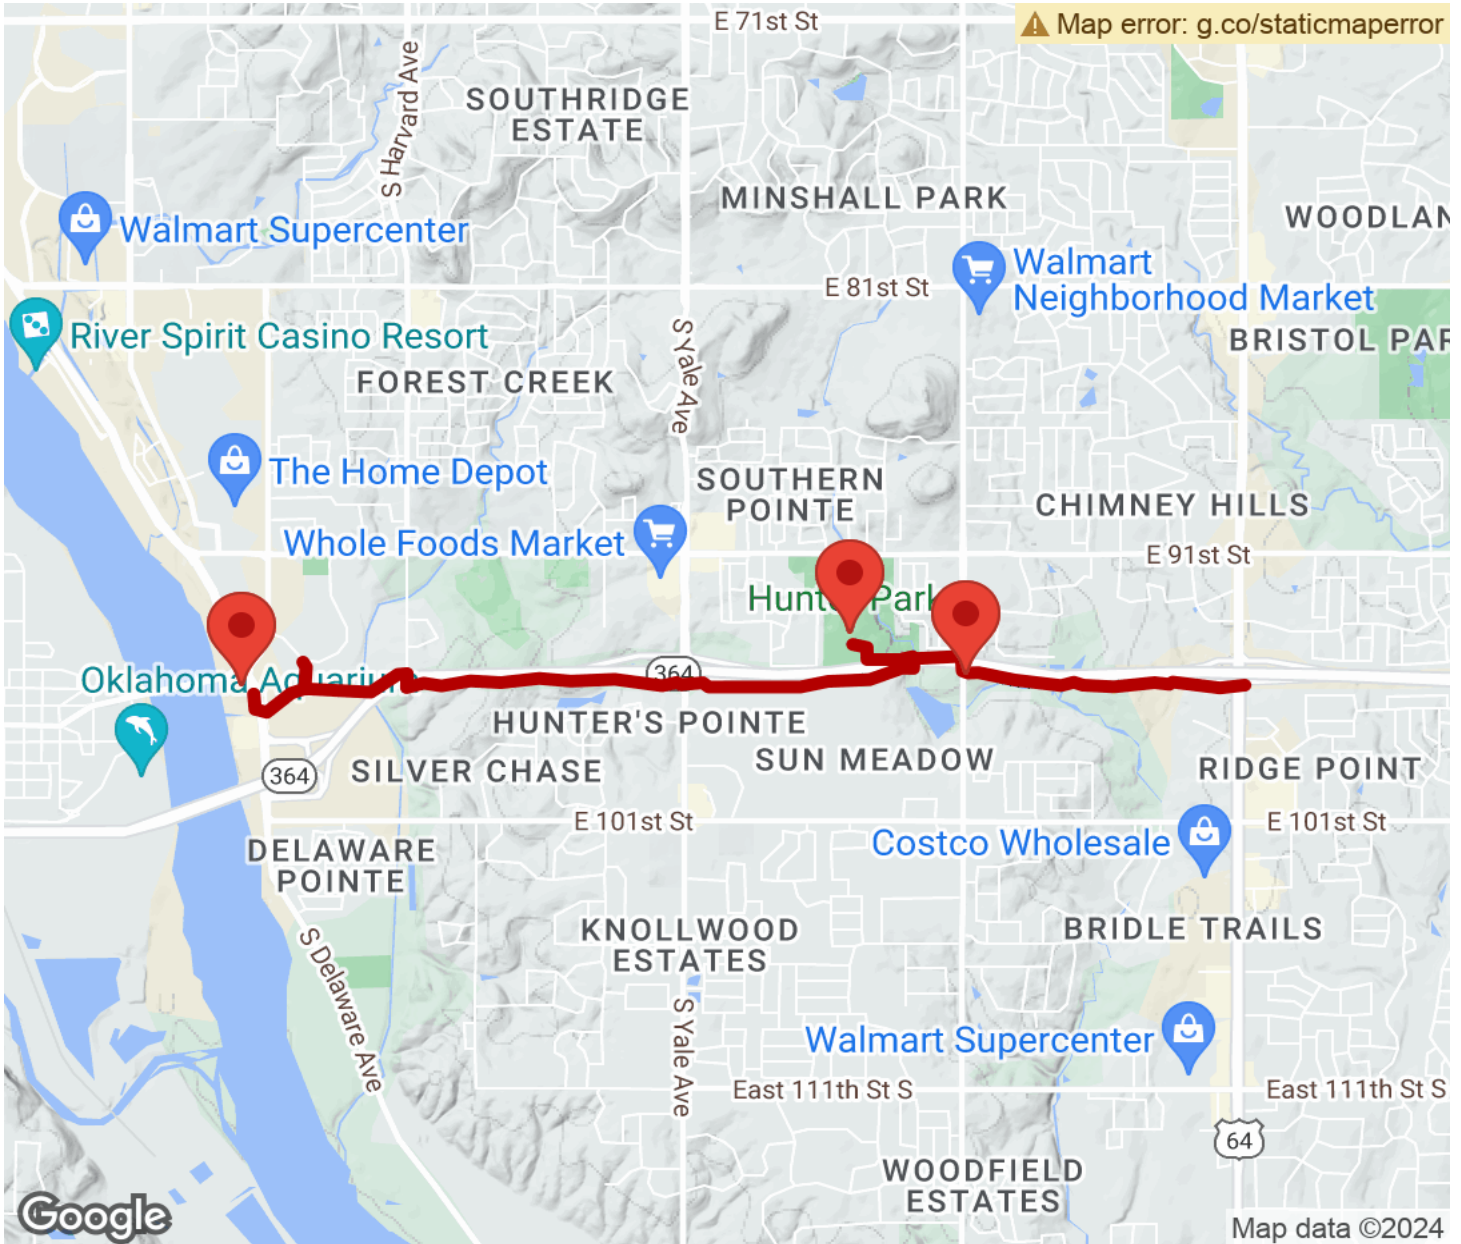 E 71st St
Map error: g.co/staticmaperror
S Harvard Ave
SOUTHRIDGE
ESTATE
MINSHALL PARK
WOODLAN
Walmart Supercenter
Walmart
Neighborhood Market
E 81st St
River Spirit Casino Resort
S Yale Ave
BRISTOL PAR
FOREST CREEK
The Home Depot
SOUTHERN
POINTE
CHIMNEY HILLS
Whole Foods Market
E 91st St
Hunte Park
364
Oklahoma Aquarium
HUNTER'S POINTE
SUN MEADOW
364
SILVER CHASE
RIDGE POINT
E 101st St
E 101st St
Costco Wholesale
DELAWARE
POINTE
KNOLLWOOD
ESTATES
BRIDLE TRAILS
S Delaware Ave
S Yale Ave
Walmart Supercenter
East 111th St S
East 111th St S
64
WOODFIELD
ESTATES
Google
Map data ©2024